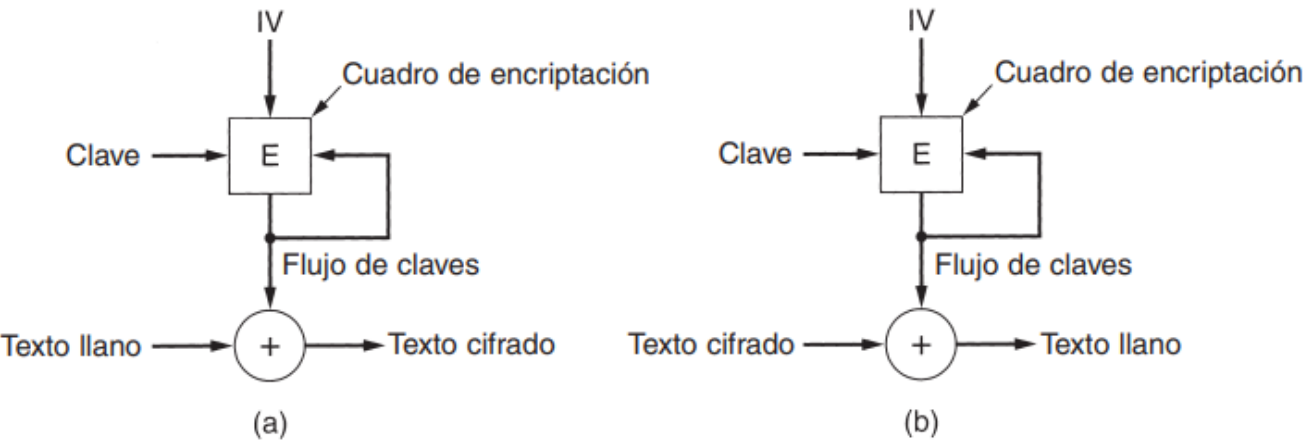 IV
Cuadro de encriptación
Clave
E
Flujo de claves
Texto llano
+
Texto cifrado
(a)
IV
Cuadro de encriptación
Clave
E
Flujo de claves
Texto cifrado
+
Texto llano
(b)